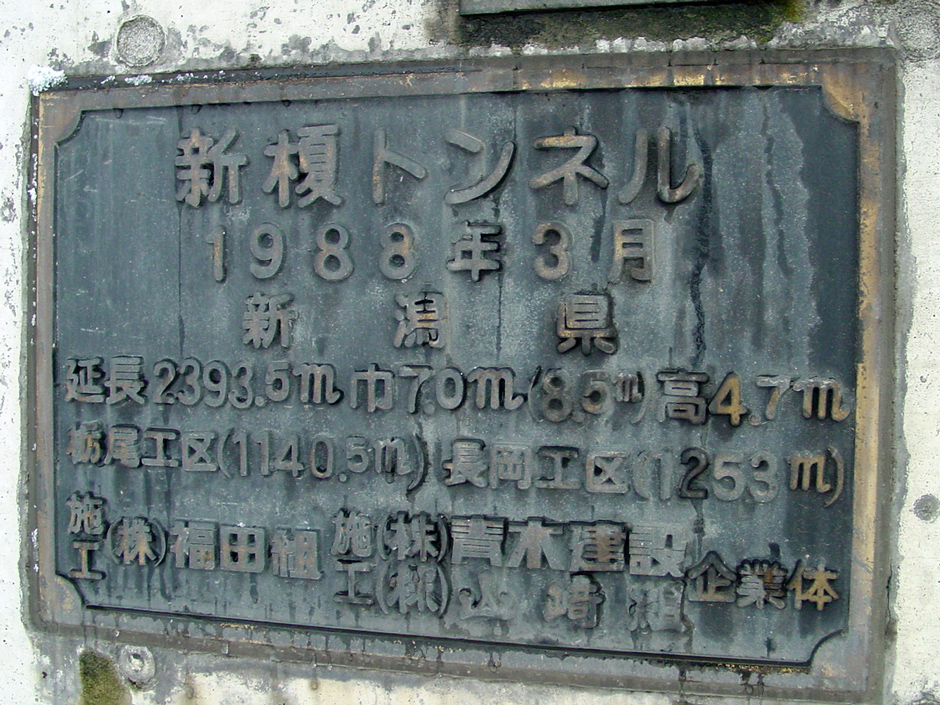 新榎トンネル
1988年3月
新潟県
延長2393.5m 巾7.0m(8.5m)高4.7m
栃尾工区(1140.5m) 長岡工区(1253m)
施工(株)福田組 施工(株)青木建設(株)山﨑組企業体